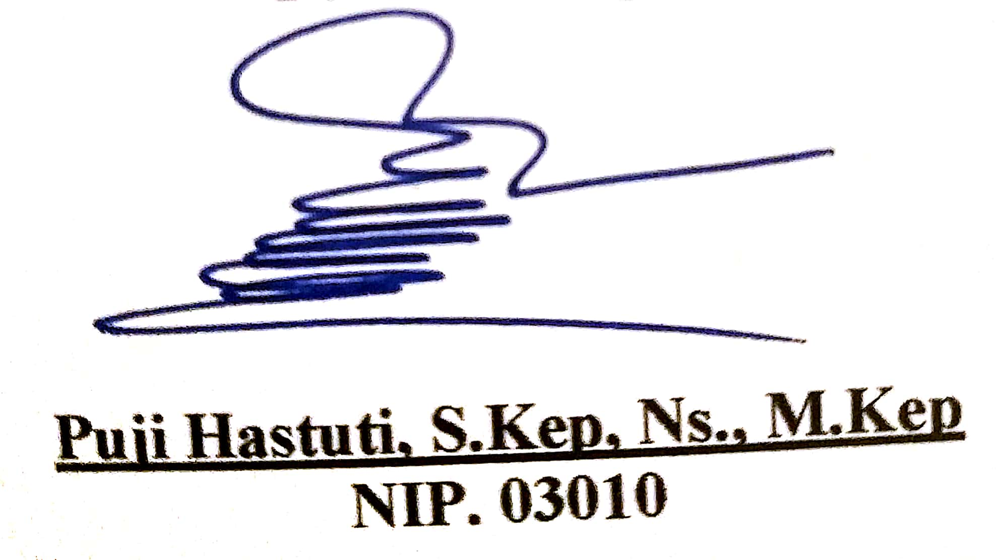 Puji Hastuti, S.Kep, Ns., M.Kep
NIP. 03010